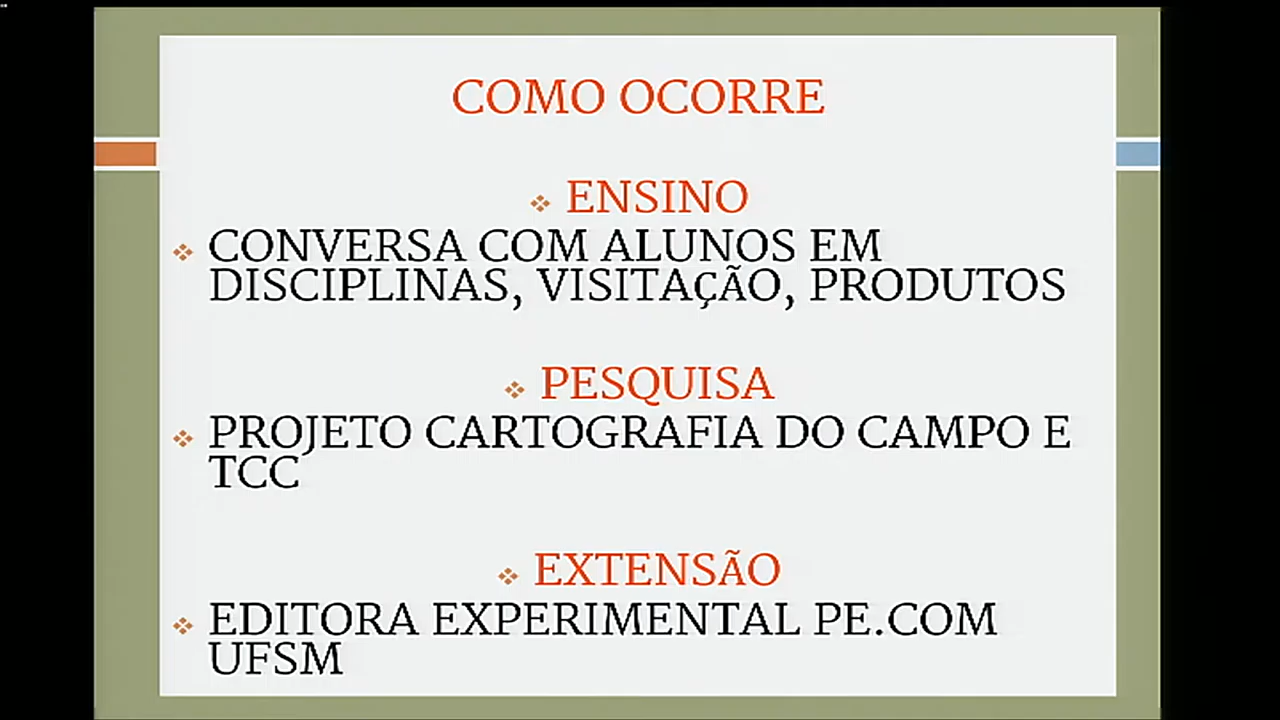 COMO OCORRE
ENSINO
CONVERSA COM ALUNOS EM
DISCIPLINAS, VISITAÇÃO, PRODUTOS
PESQUISA
PROJETO CARTOGRAFIA DO CAMPO E
TCC
EXTENSÃO
EDITORA EXPERIMENTAL PE.COM
UFSM